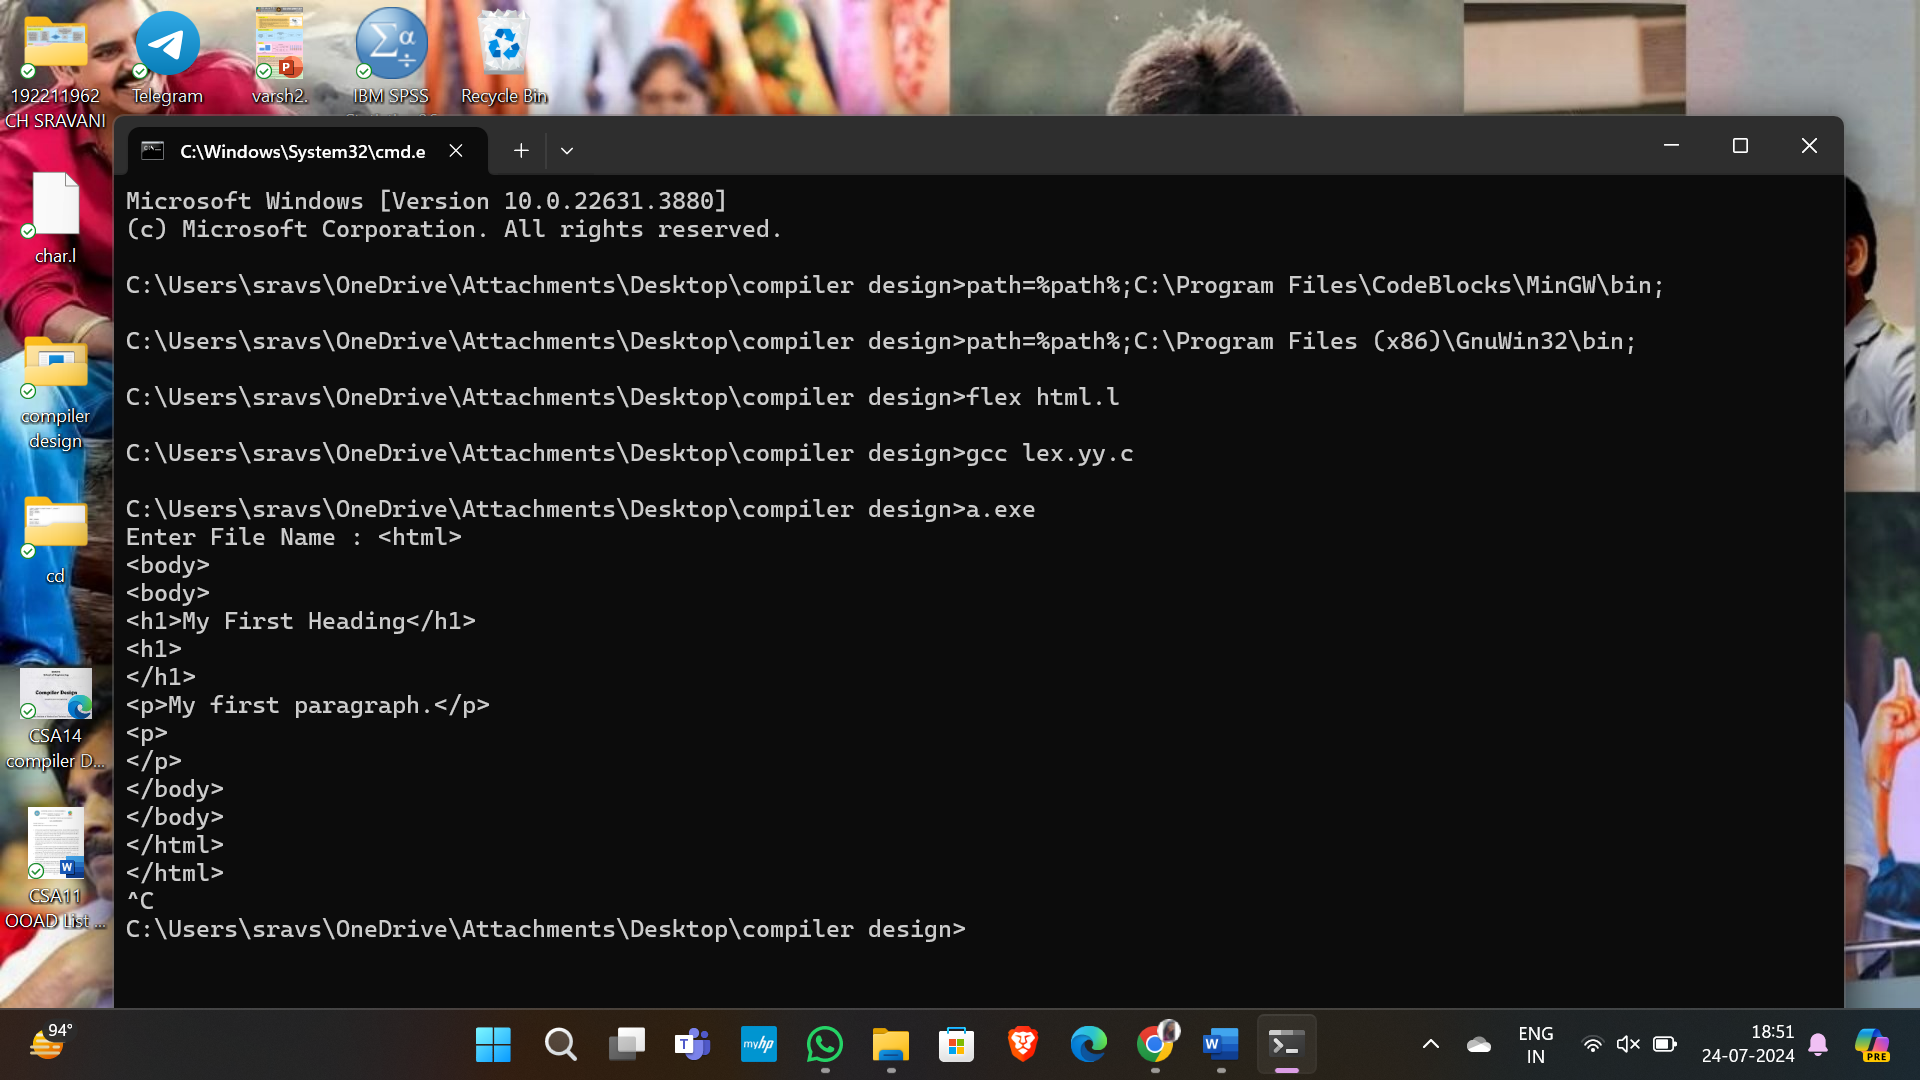 192211962
CH SRAVANI
Telegram
varsh2.
IBM SPSS
Recycle Bin
char.l
compiler
design
cd
Compiler Design
CSA14
compiler D...
CSA11
OOAD List ...
C:\Windows\System32\cmd.e
Microsoft Windows [Version 10.0.22631.3880]
(c) Microsoft Corporation. All rights reserved.
C:\Users\sravs\OneDrive\Attachments\Desktop\compiler design>path=%path%;C:\Program Files\CodeBlocks\MinGW\bin;
C:\Users\sravs\OneDrive\Attachments\Desktop\compiler design>path=%path%;C:\Program Files (x86)\GnuWin32\bin;
C:\Users\sravs\OneDrive\Attachments\Desktop\compiler design>flex html.l
C:\Users\sravs\OneDrive\Attachments\Desktop\compiler design>gcc lex.yy.c
C:\Users\sravs\OneDrive\Attachments\Desktop\compiler design>a.exe
Enter File Name : <html>
<body>
<body>
<h1>My First Heading</h1>
<h1>
</h1>
<p>My first paragraph.</p>
<p>
</p>
</body>
</body>
</html>
</html>
^C
C:\Users\sravs\OneDrive\Attachments\Desktop\compiler design>
94°
myhp
ENG
IN
18:51
24-07-2024
PRE